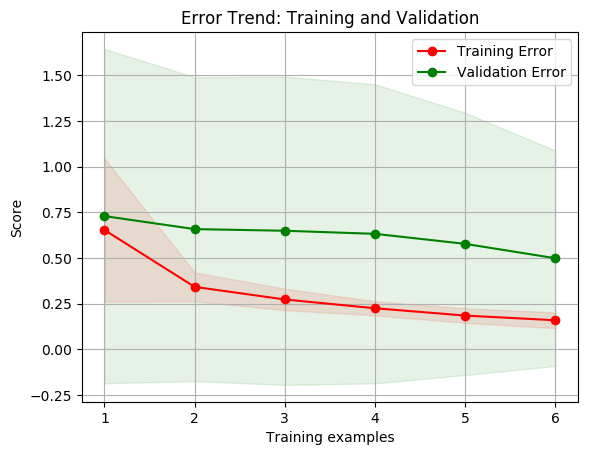 Error Trend: Training and Validation
Training Error
Validation Error
1.50
1.25
1.00
0.75
0.50
0.25
0.00
−0.25
Score
1 2 3 4 5 6
Training examples